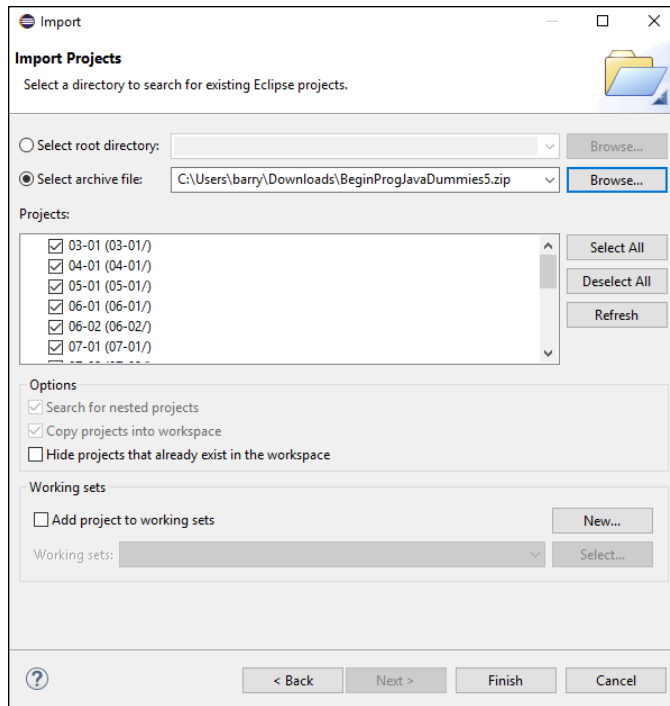 Import
Import Projects
Select a directory to search for existing Eclipse projects.
Select root directory: Browse...
Select archive file: C:\Users\barry\Downloads\BeginProgJavaDummies5.zip Browse...
Projects:
03-01 (03-01/) Select All
04-01 (04-01/)
05-01 (05-01/) Deselect All
06-01 (06-01/)
06-02 (06-02/) Refresh
07-01 (07-01/)
Options
Search for nested projects
Copy projects into workspace
Hide projects that already exist in the workspace
Working sets
Add project to working sets New...
Working sets: Select...
? < Back Next > Finish Cancel